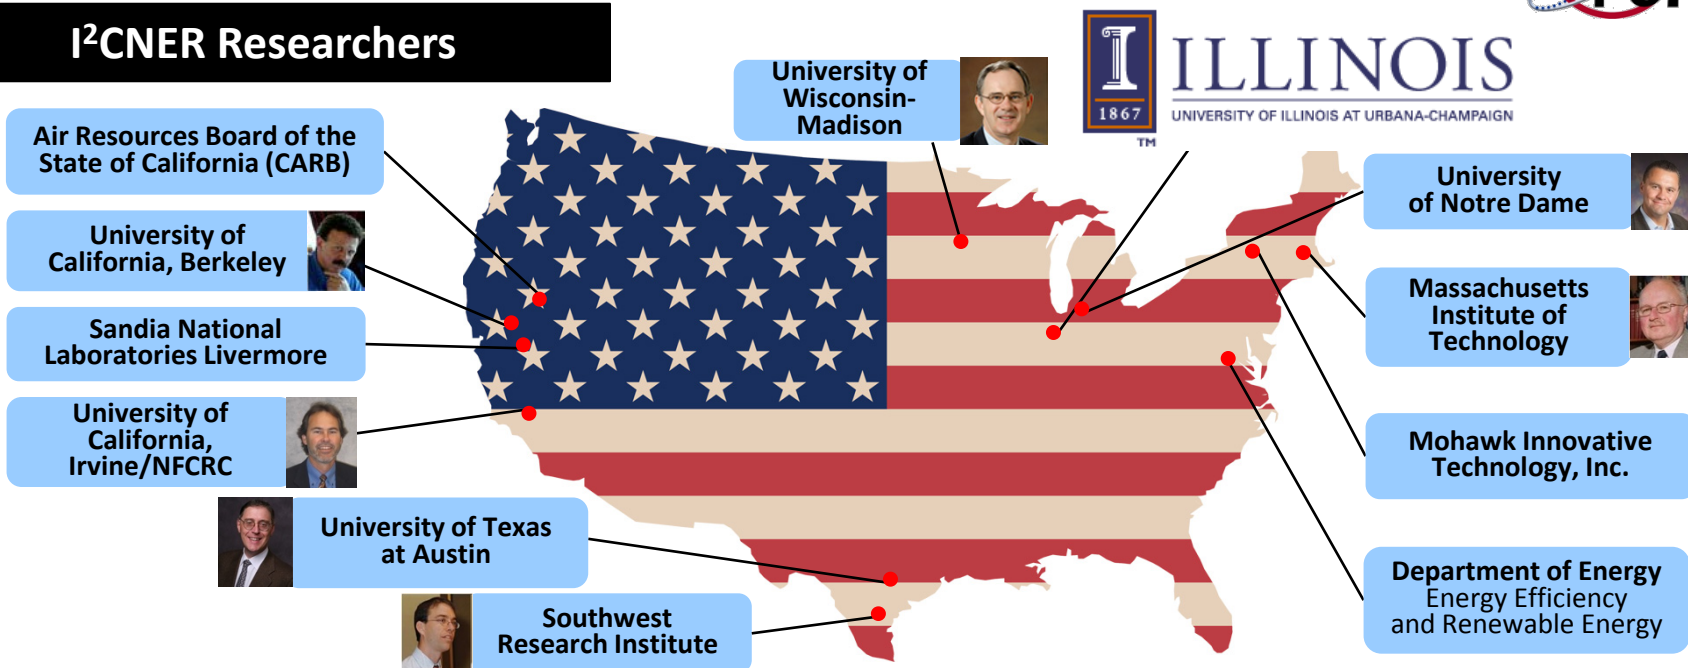 I²CNER Researchers
University of
Wisconsin-
Madison
I
1867
TM
ILLINOIS
UNIVERSITY OF ILLINOIS AT URBANA-CHAMPAIGN
Air Resources Board of the
State of California (CARB)
University of
California, Berkeley
Sandia National
Laboratories Livermore
University of
California,
Irvine/NFCRC
University of Texas
at Austin
Southwest
Research Institute
University
of Notre Dame
Massachusetts
Institute of
Technology
Mohawk Innovative
Technology, Inc.
Department of Energy
Energy Efficiency
and Renewable Energy